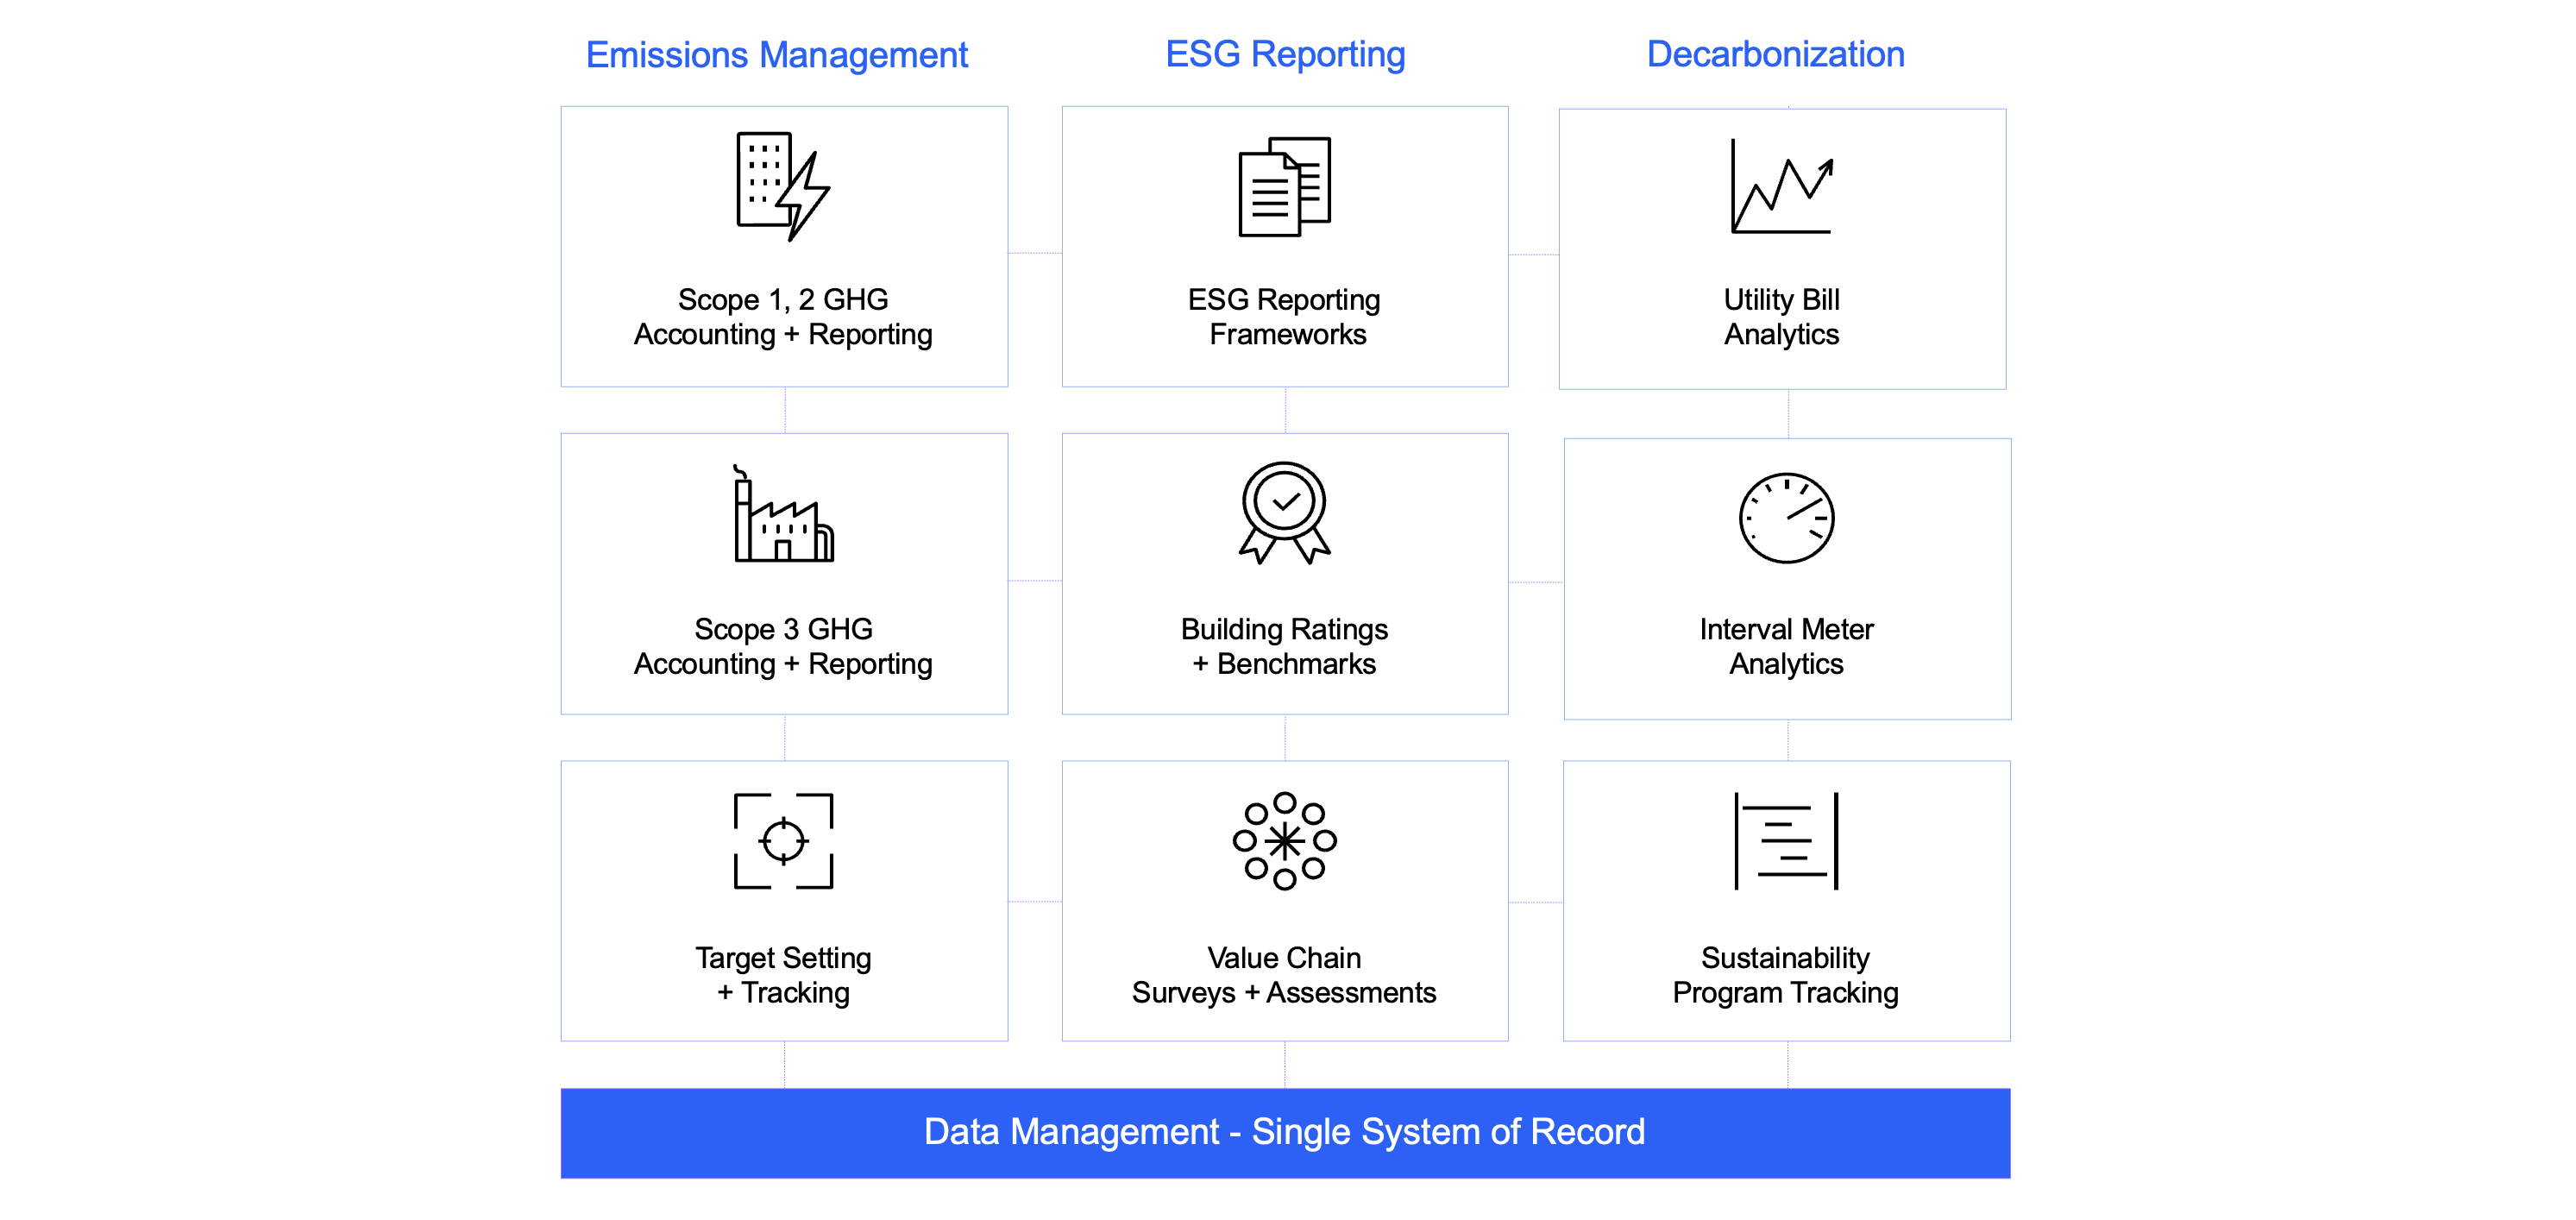 Emissions Management
ESG Reporting
Decarbonization
Scope 1, 2 GHG
Accounting + Reporting
ESG Reporting
Frameworks
Utility Bill
Analytics
Scope 3 GHG
Accounting + Reporting
Building Ratings
+ Benchmarks
Interval Meter
Analytics
Target Setting
+ Tracking
Value Chain
Surveys + Assessments
Sustainability
Program Tracking
Data Management - Single System of Record